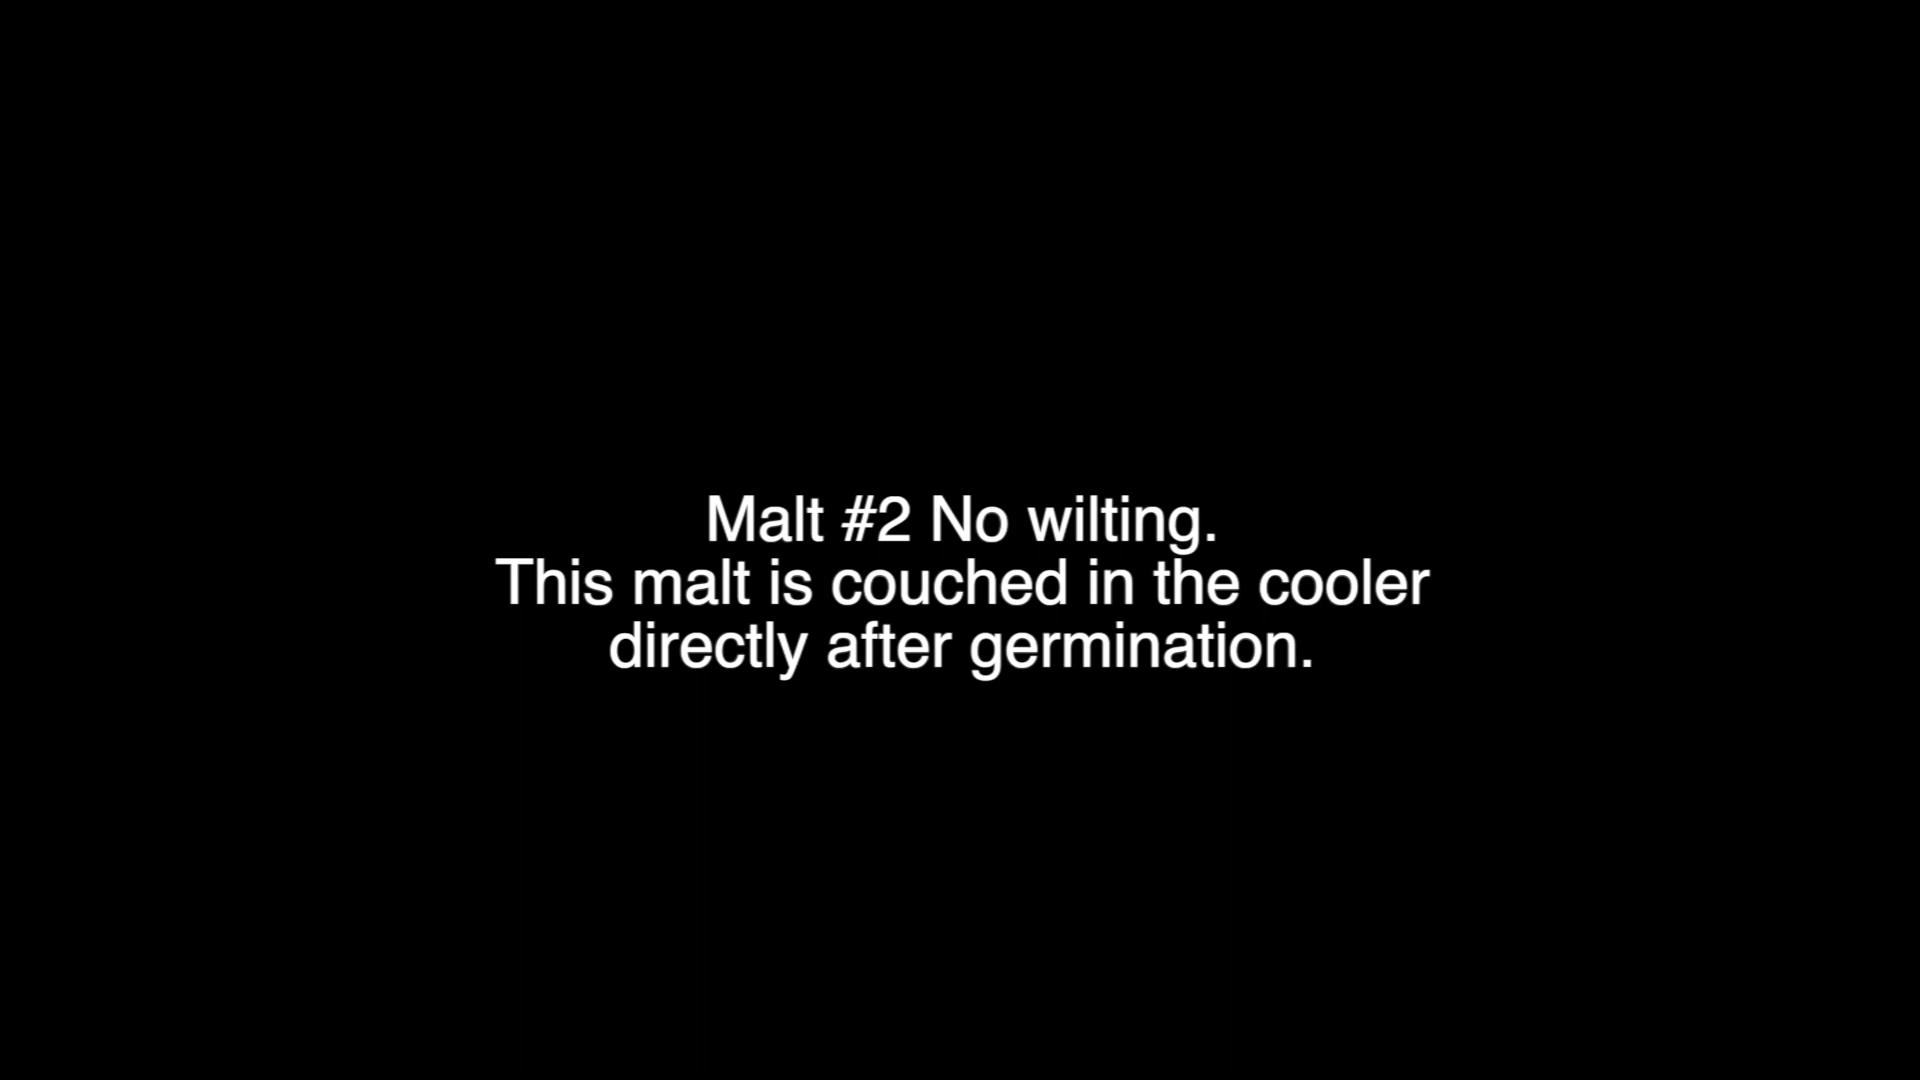 Malt #2 No wilting.
This malt is couched in the cooler
directly after germination.